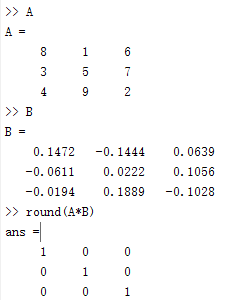 >> A
A =
8 1 6
3 5 7
4 9 2
>> B
B =
0.1472 -0.1444 0.0639
-0.0611 0.0222 0.1056
-0.0194 0.1889 -0.1028
>> round(A*B)
ans =
1 0 0
0 1 0
0 0 1